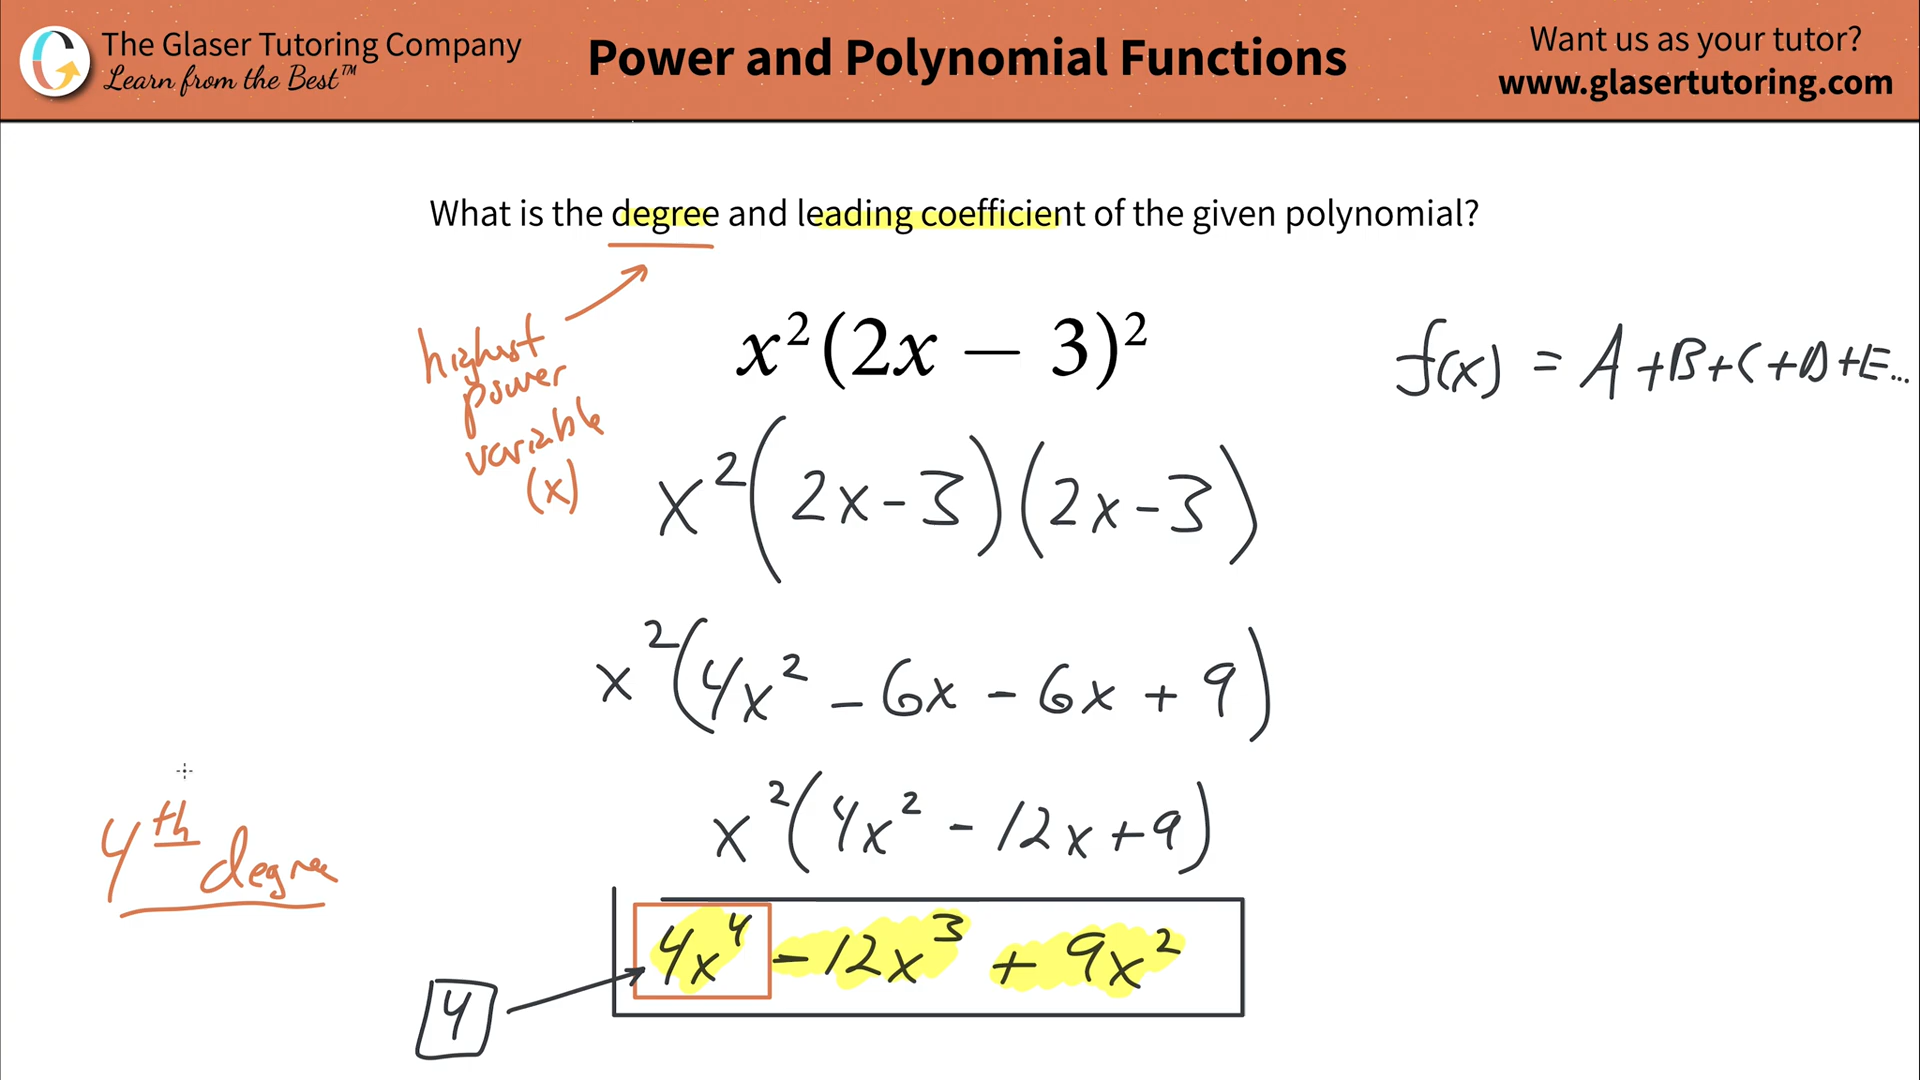 The Glaser Tutoring Company
Learn from the Best™
Power and Polynomial Functions
Want us as your tutor?
www.glasertutoring.com
What is the degree and leading coefficient of the given polynomial?
highest
power
variable
(x)
x²(2x − 3)²
f(x) = A+B+C+D+E...
x²(2x-3)(2x-3)
x²(4x² - 6x - 6x + 9)
x²(4x² - 12x + 9)
4th degree
4x⁴ - 12x³ + 9x²
4